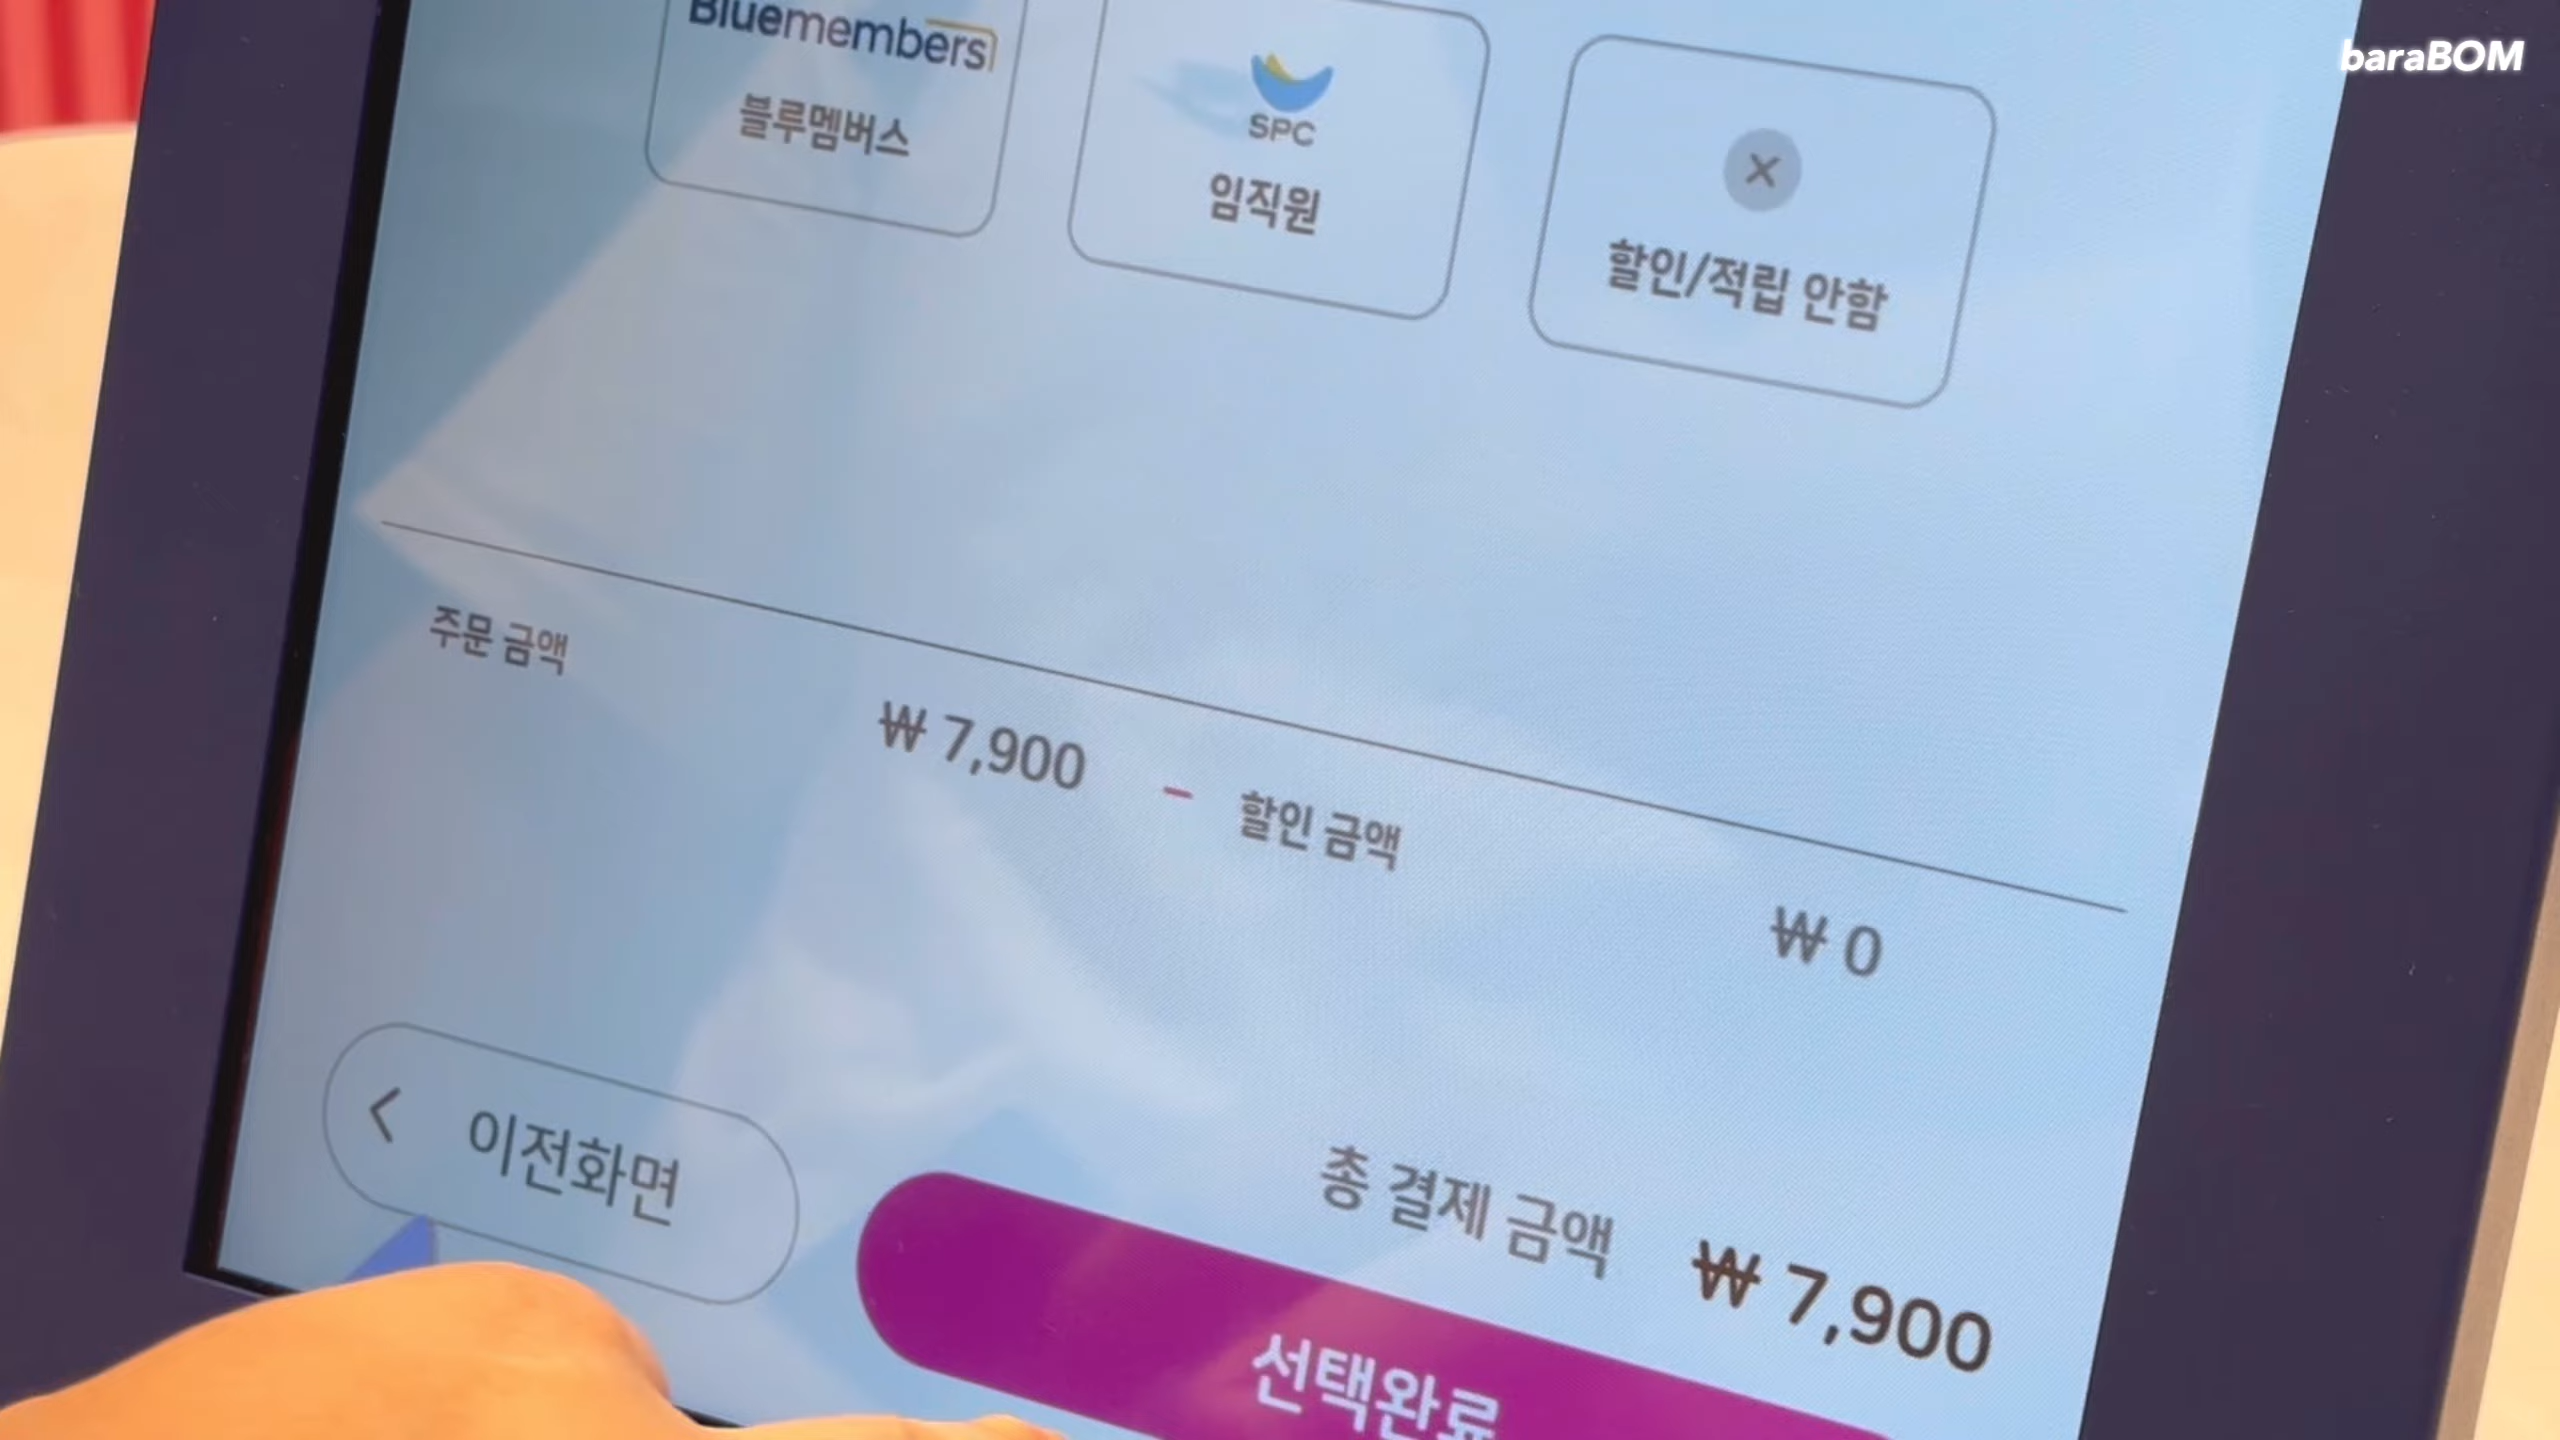 baraBOM
Bluemembers
블루멤버스
SPC
임직원
할인/적립 안함
주문 금액
₩ 7,900
-
할인 금액
₩ 0
이전화면
총 결제 금액 ₩ 7,900
선택완료